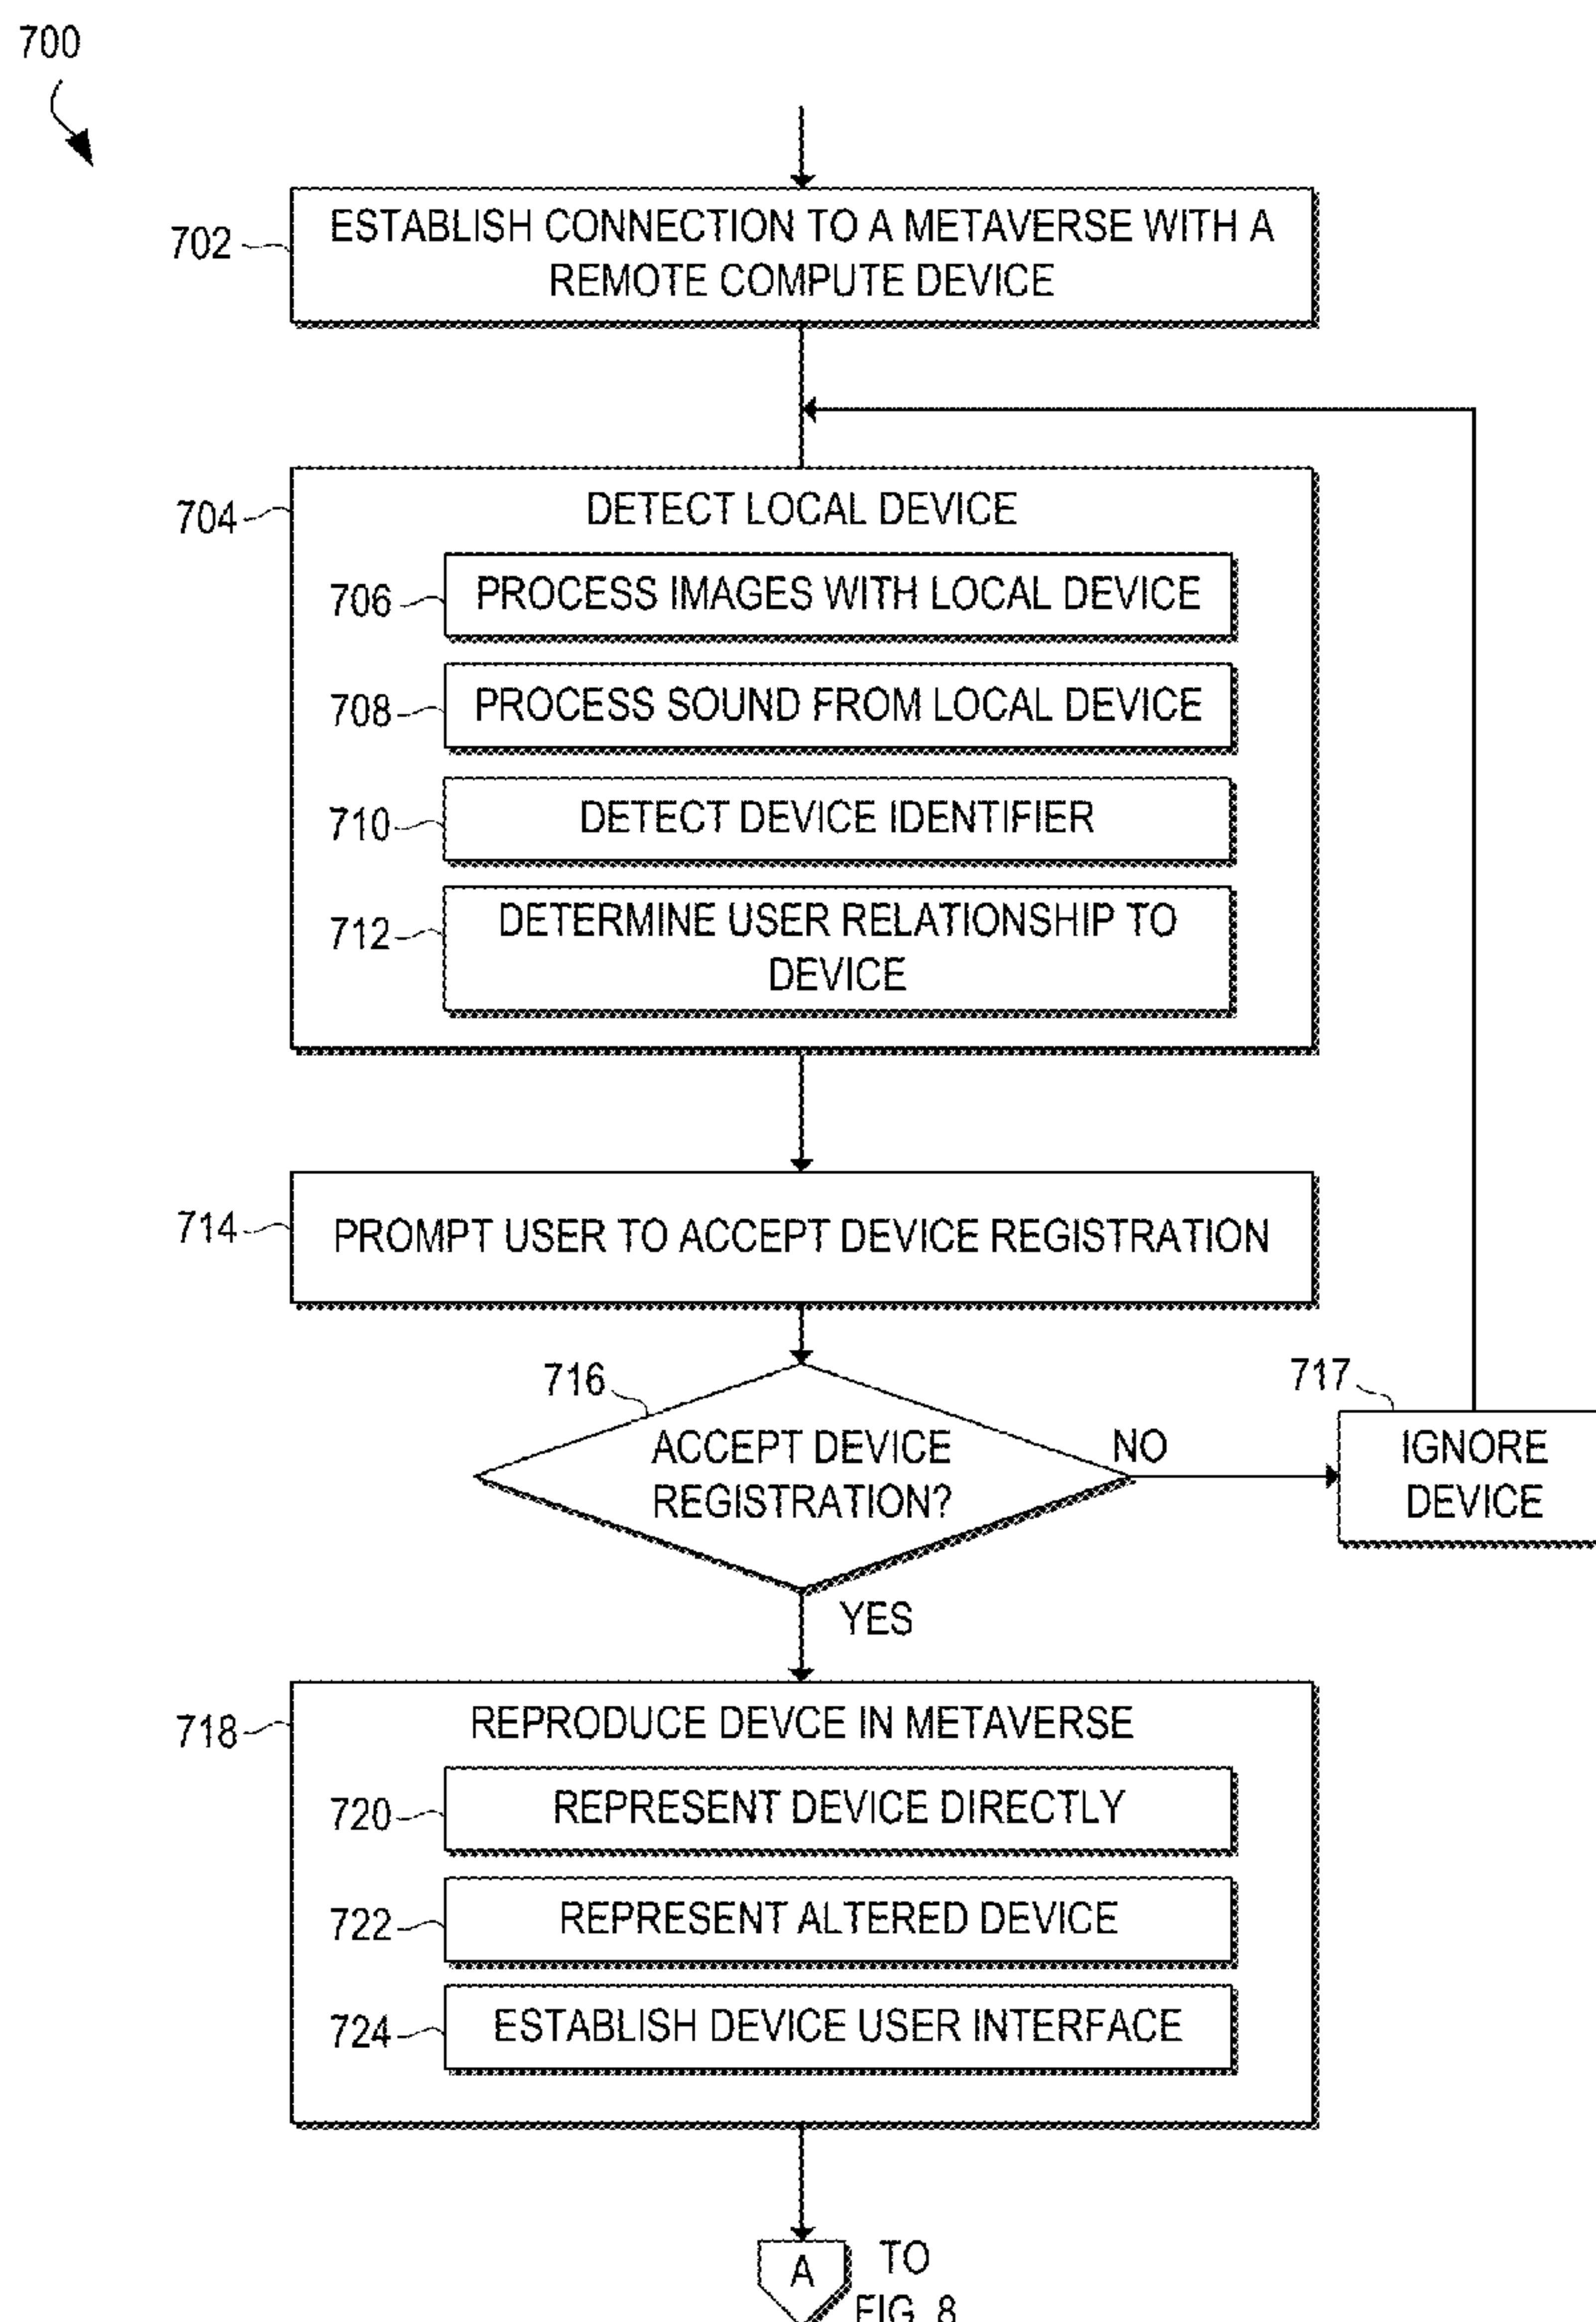 700
702
ESTABLISH CONNECTION TO A METAVERSE WITH A
REMOTE COMPUTE DEVICE
704
DETECT LOCAL DEVICE
706
PROCESS IMAGES WITH LOCAL DEVICE
708
PROCESS SOUND FROM LOCAL DEVICE
710
DETECT DEVICE IDENTIFIER
712
DETERMINE USER RELATIONSHIP TO
DEVICE
714
PROMPT USER TO ACCEPT DEVICE REGISTRATION
716
ACCEPT DEVICE
REGISTRATION?
NO
717
IGNORE
DEVICE
YES
718
REPRODUCE DEVCE IN METAVERSE
720
REPRESENT DEVICE DIRECTLY
722
REPRESENT ALTERED DEVICE
724
ESTABLISH DEVICE USER INTERFACE
A
TO
FIG. 8